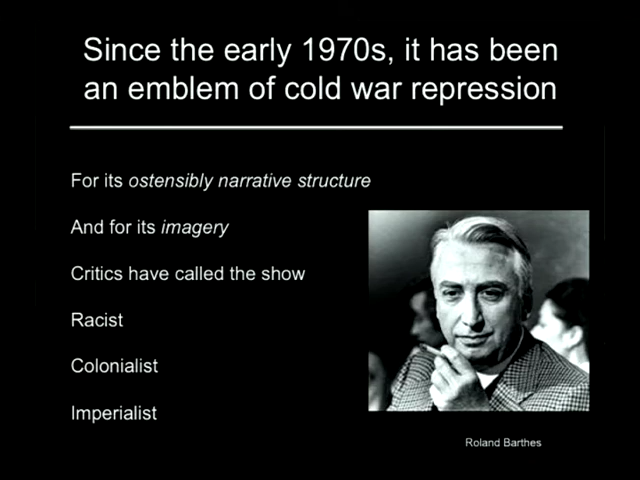 Since the early 1970s, it has been
an emblem of cold war repression
For its ostensibly narrative structure
And for its imagery
Critics have called the show
Racist
Colonialist
Imperialist
Roland Barthes